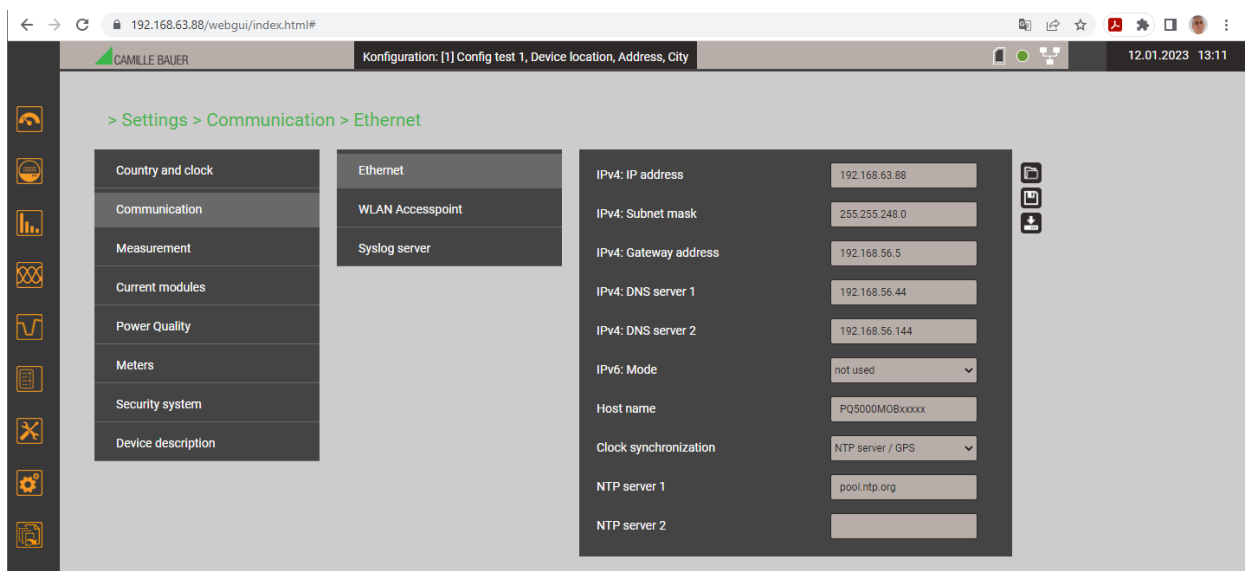 192.168.63.88/webgui/index.html#
CAMILLE BAUER
Konfiguration: [1] Config test 1, Device location, Address, City
12.01.2023 13:11
> Settings > Communication > Ethernet
Country and clock
Communication
Measurement
Current modules
Power Quality
Meters
Security system
Device description
Ethernet
WLAN Accesspoint
Syslog server
IPv4: IP address 192.168.63.88
IPv4: Subnet mask 255.255.248.0
IPv4: Gateway address 192.168.56.5
IPv4: DNS server 1 192.168.56.44
IPv4: DNS server 2 192.168.56.144
IPv6: Mode not used
Host name PQ5000MOBxxxxx
Clock synchronization NTP server / GPS
NTP server 1 pool.ntp.org
NTP server 2